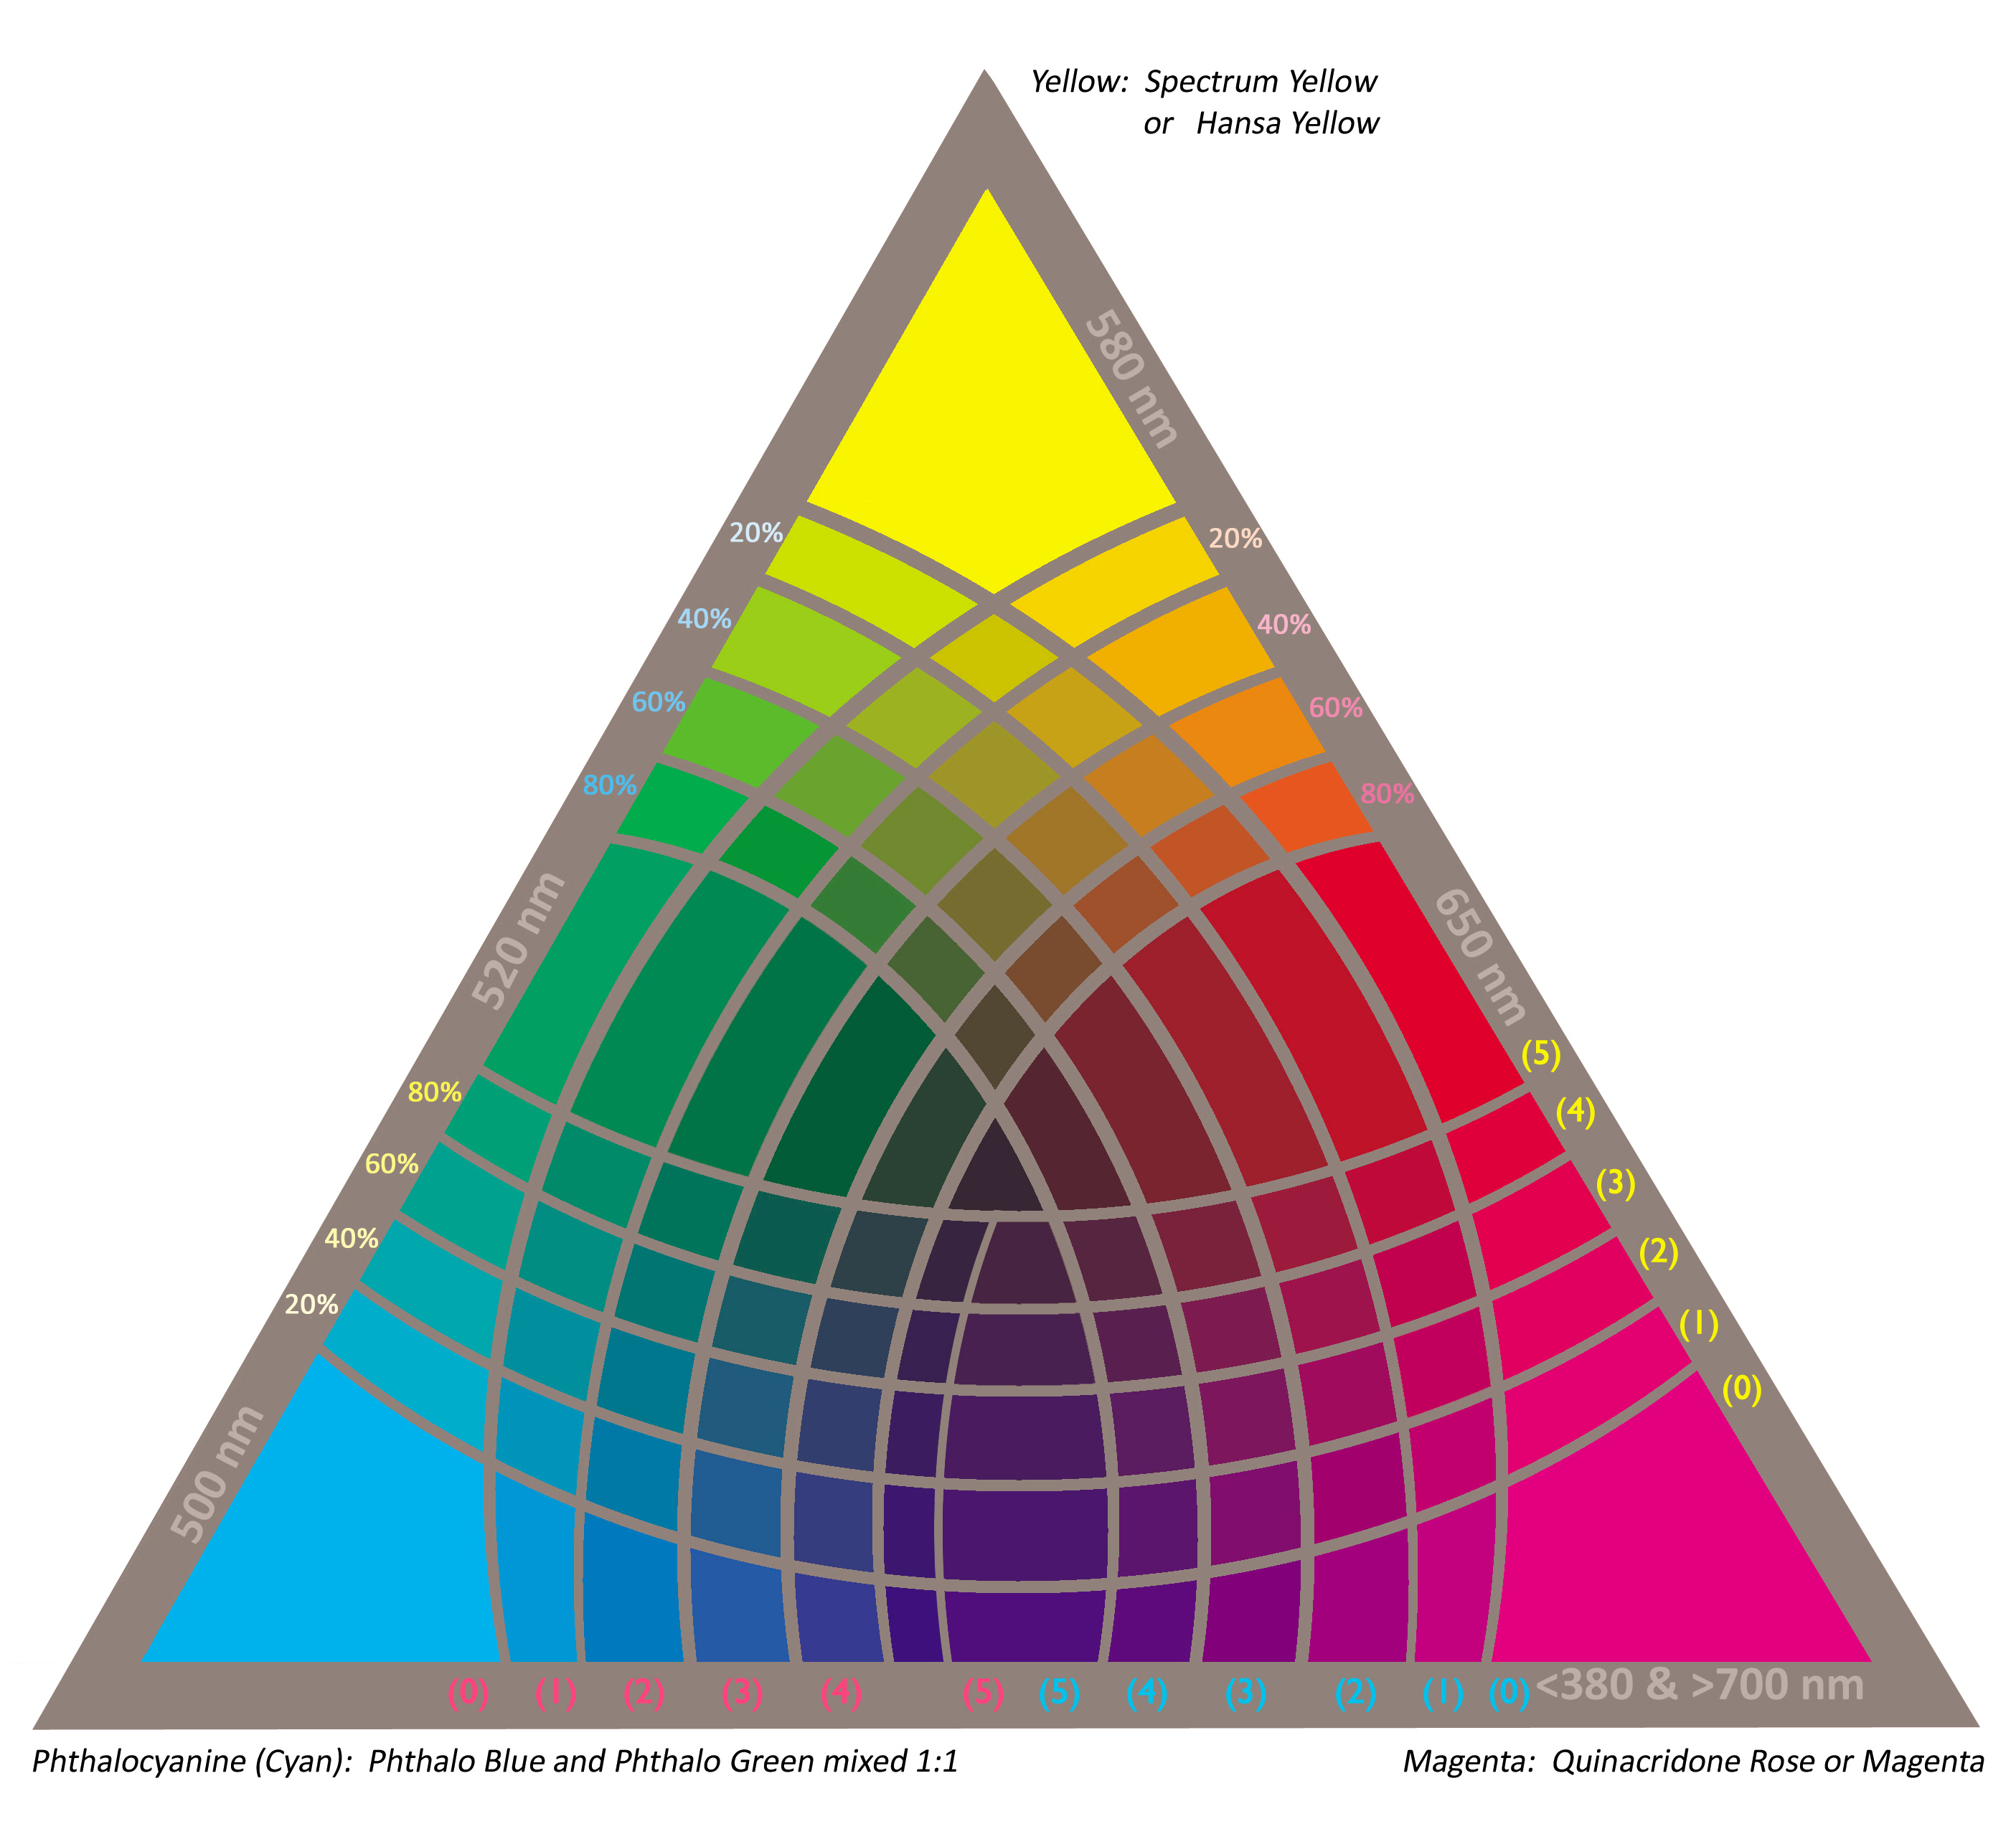 Yellow: Spectrum Yellow
or Hansa Yellow
580 nm
20%
20%
40%
40%
60%
60%
80%
80%
520 nm
650 nm
(5)
80%
(4)
60%
(3)
40%
(2)
20%
(1)
(0)
500 nm
(0) (1) (2) (3) (4) (5) (5) (4) (3) (2) (1) (0) <380 & >700 nm
Phthalocyanine (Cyan): Phthalo Blue and Phthalo Green mixed 1:1
Magenta: Quinacridone Rose or Magenta